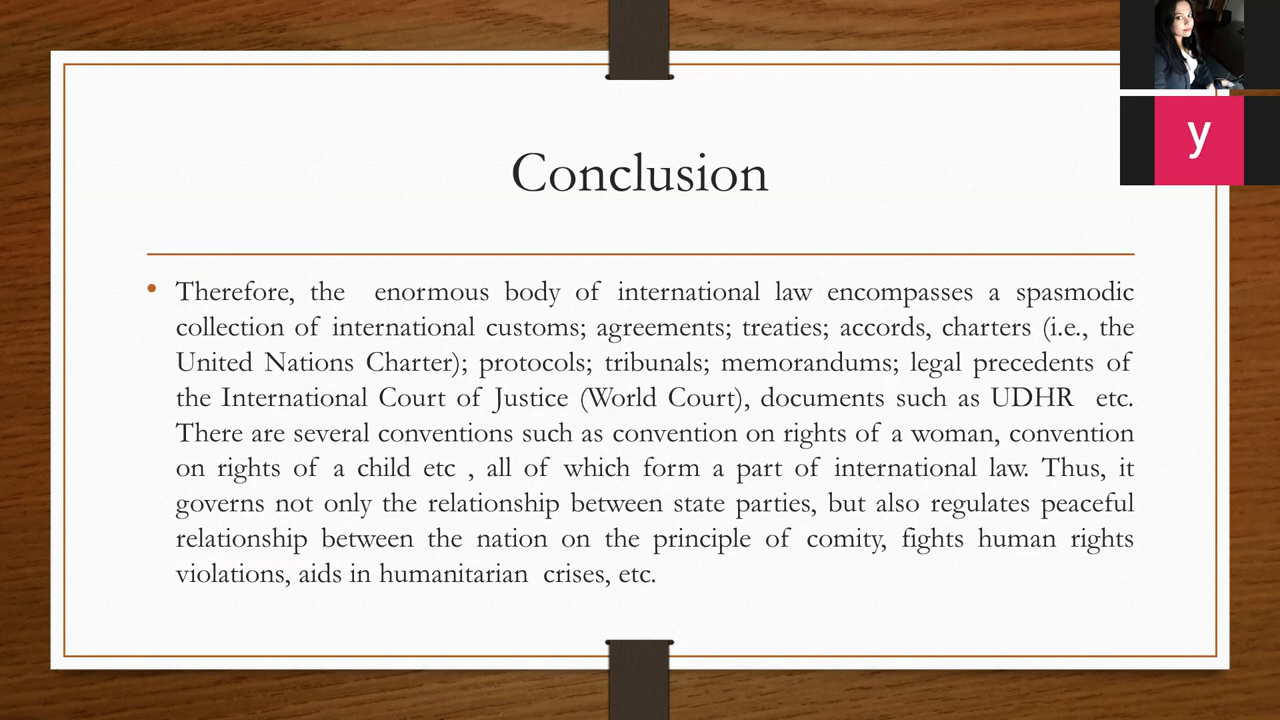 Conclusion
• Therefore, the enormous body of international law encompasses a spasmodic
collection of international customs; agreements; treaties; accords, charters (i.e., the
United Nations Charter); protocols; tribunals; memorandums; legal precedents of
the International Court of Justice (World Court), documents such as UDHR etc.
There are several conventions such as convention on rights of a woman, convention
on rights of a child etc , all of which form a part of international law. Thus, it
governs not only the relationship between state parties, but also regulates peaceful
relationship between the nation on the principle of comity, fights human rights
violations, aids in humanitarian crises, etc.
y